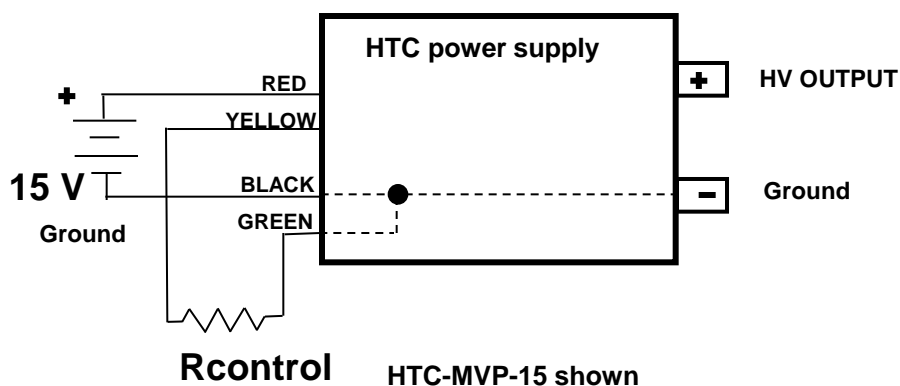 HTC power supply
RED
+
+
HV OUTPUT
YELLOW
15 V
BLACK
-
Ground
Ground
GREEN
Rcontrol
HTC-MVP-15 shown